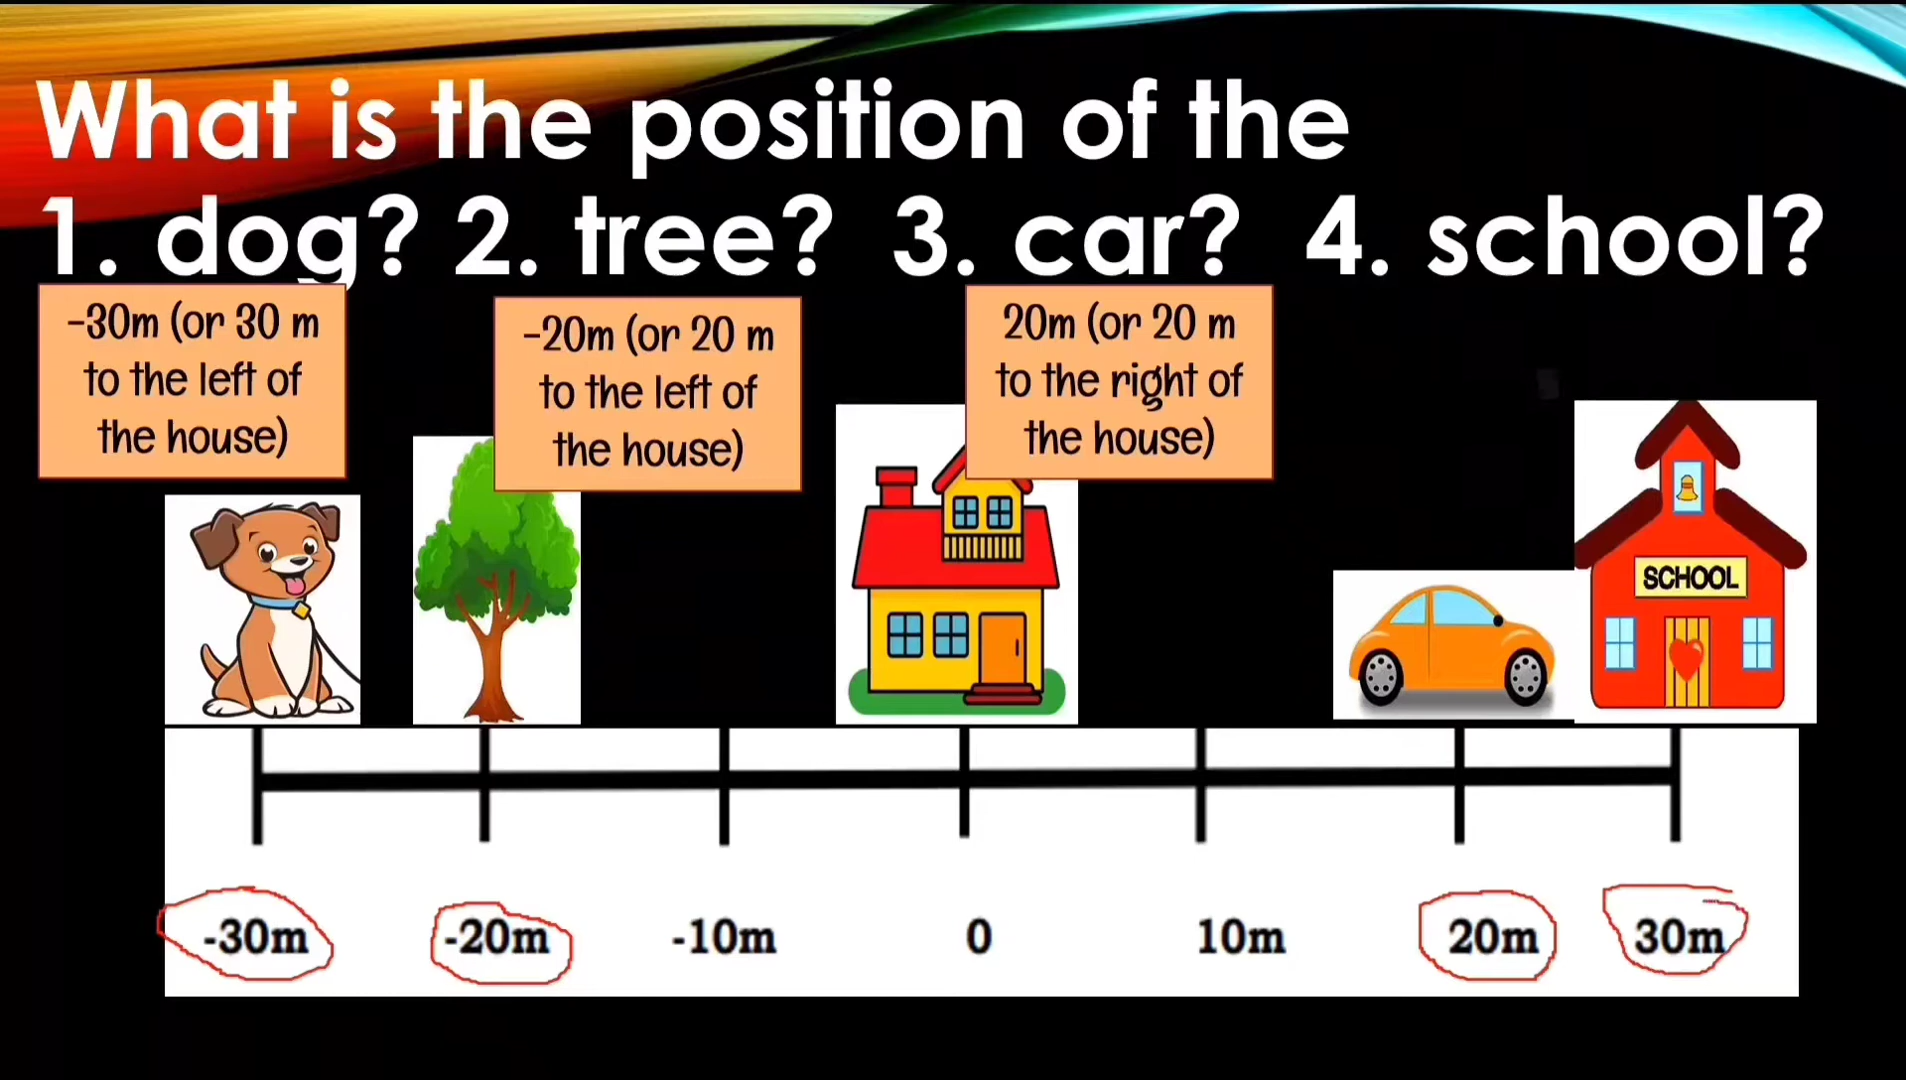 What is the position of the
1. dog? 2. tree? 3. car? 4. school?
-30m (or 30 m
to the left of
the house)
-20m (or 20 m
to the left of
the house)
20m (or 20 m
to the right of
the house)
SCHOOL
-30m -20m -10m 0 10m 20m 30m